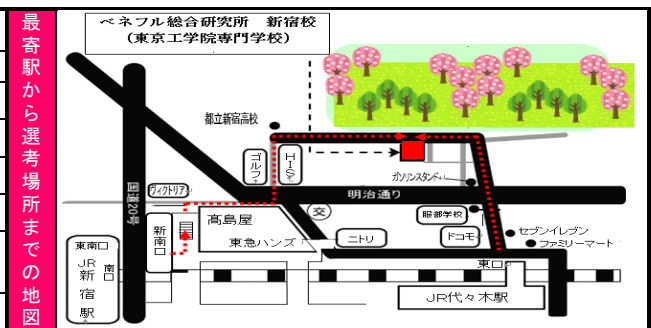 最寄駅から選考場所までの地図
ベネフル総合研究所 新宿校
(東京工学院専門学校)
都立新宿高校
ゴルフ
HIS
ガソリンスタンド
国道20号
ヴィクトリア
明治通り
交
服部学校
新南口
髙島屋
東急ハンズ
ニトリ
ドコモ
セブンイレブン
ファミリーマート
東南口
JR
新宿駅
南口
東口
JR代々木駅